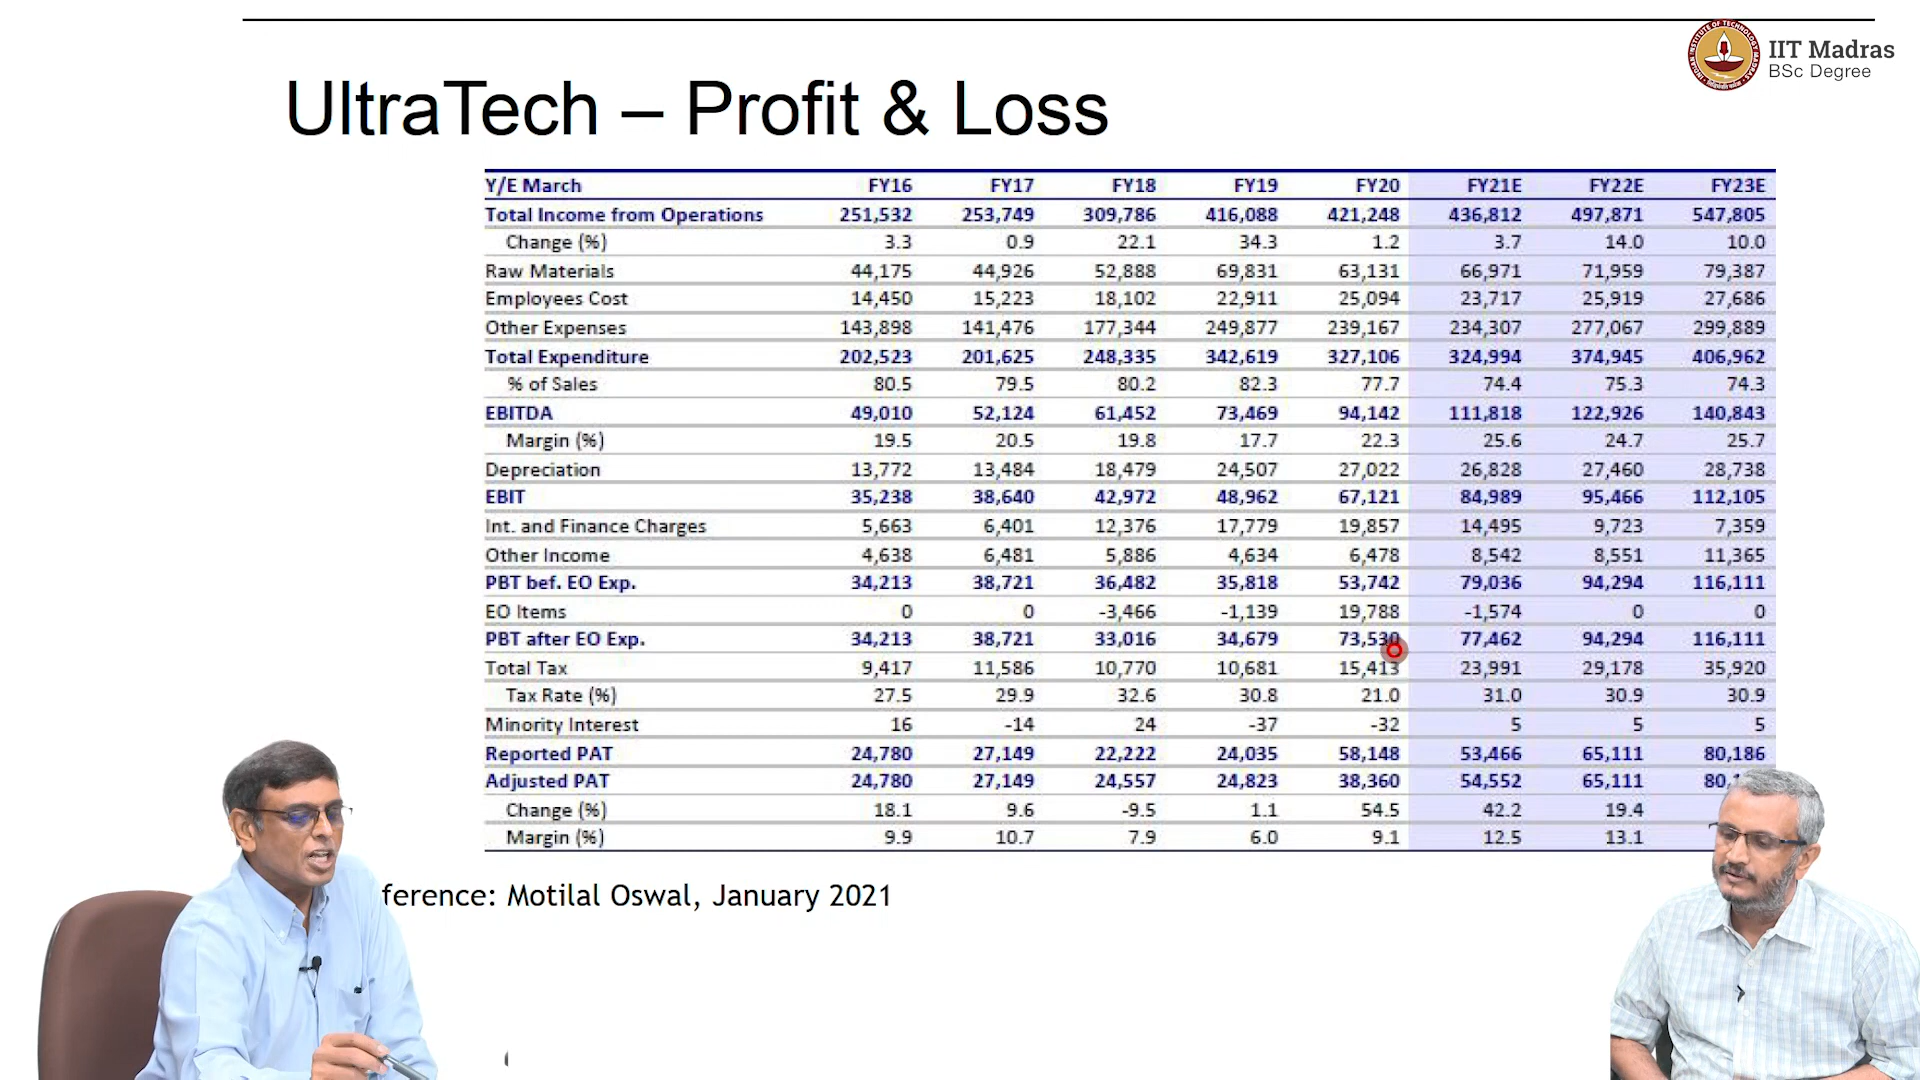 IIT Madras
BSc Degree
UltraTech – Profit & Loss
Y/E March FY16 FY17 FY18 FY19 FY20 FY21E FY22E FY23E
Total Income from Operations 251,532 253,749 309,786 416,088 421,248 436,812 497,871 547,805
Change (%) 3.3 0.9 22.1 34.3 1.2 3.7 14.0 10.0
Raw Materials 44,175 44,926 52,888 69,831 63,131 66,971 71,959 79,387
Employees Cost 14,450 15,223 18,102 22,911 25,094 23,717 25,919 27,686
Other Expenses 143,898 141,476 177,344 249,877 239,167 234,307 277,067 299,889
Total Expenditure 202,523 201,625 248,335 342,619 327,106 324,994 374,945 406,962
% of Sales 80.5 79.5 80.2 82.3 77.7 74.4 75.3 74.3
EBITDA 49,010 52,124 61,452 73,469 94,142 111,818 122,926 140,843
Margin (%) 19.5 20.5 19.8 17.7 22.3 25.6 24.7 25.7
Depreciation 13,772 13,484 18,479 24,507 27,022 26,828 27,460 28,738
EBIT 35,238 38,640 42,972 48,962 67,121 84,989 95,466 112,105
Int. and Finance Charges 5,663 6,401 12,376 17,779 19,857 14,495 9,723 7,359
Other Income 4,638 6,481 5,886 4,634 6,478 8,542 8,551 11,365
PBT bef. EO Exp. 34,213 38,721 36,482 35,818 53,742 79,036 94,294 116,111
EO Items 0 0 -3,466 -1,139 19,788 -1,574 0 0
PBT after EO Exp. 34,213 38,721 33,016 34,679 73,530 77,462 94,294 116,111
Total Tax 9,417 11,586 10,770 10,681 15,413 23,991 29,178 35,920
Tax Rate (%) 27.5 29.9 32.6 30.8 21.0 31.0 30.9 30.9
Minority Interest 16 -14 24 -37 -32 5 5 5
Reported PAT 24,780 27,149 22,222 24,035 58,148 53,466 65,111 80,186
Adjusted PAT 24,780 27,149 24,557 24,823 38,360 54,552 65,111
Change (%) 18.1 9.6 -9.5 1.1 54.5 42.2 19.4
Margin (%) 9.9 10.7 7.9 6.0 9.1 12.5 13.1
ference: Motilal Oswal, January 2021